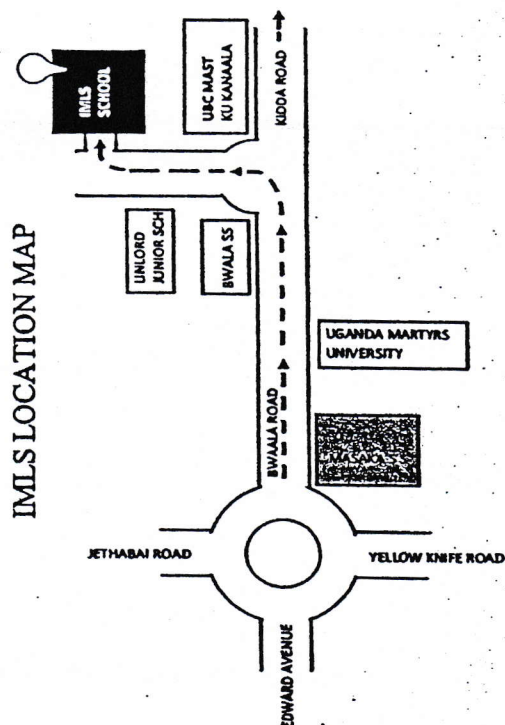 IMLS LOCATION MAP
IMLS
SCHOOL
UBC MAST
KU KANAALA
KIDDA ROAD
UNLORD
JUNIOR SCH
BWALA SS
BWAALA ROAD
UGANDA MARTYRS
UNIVERSITY
MASAKA
JETHABAI ROAD
YELLOW KNIFE ROAD
EDWARD AVENUE